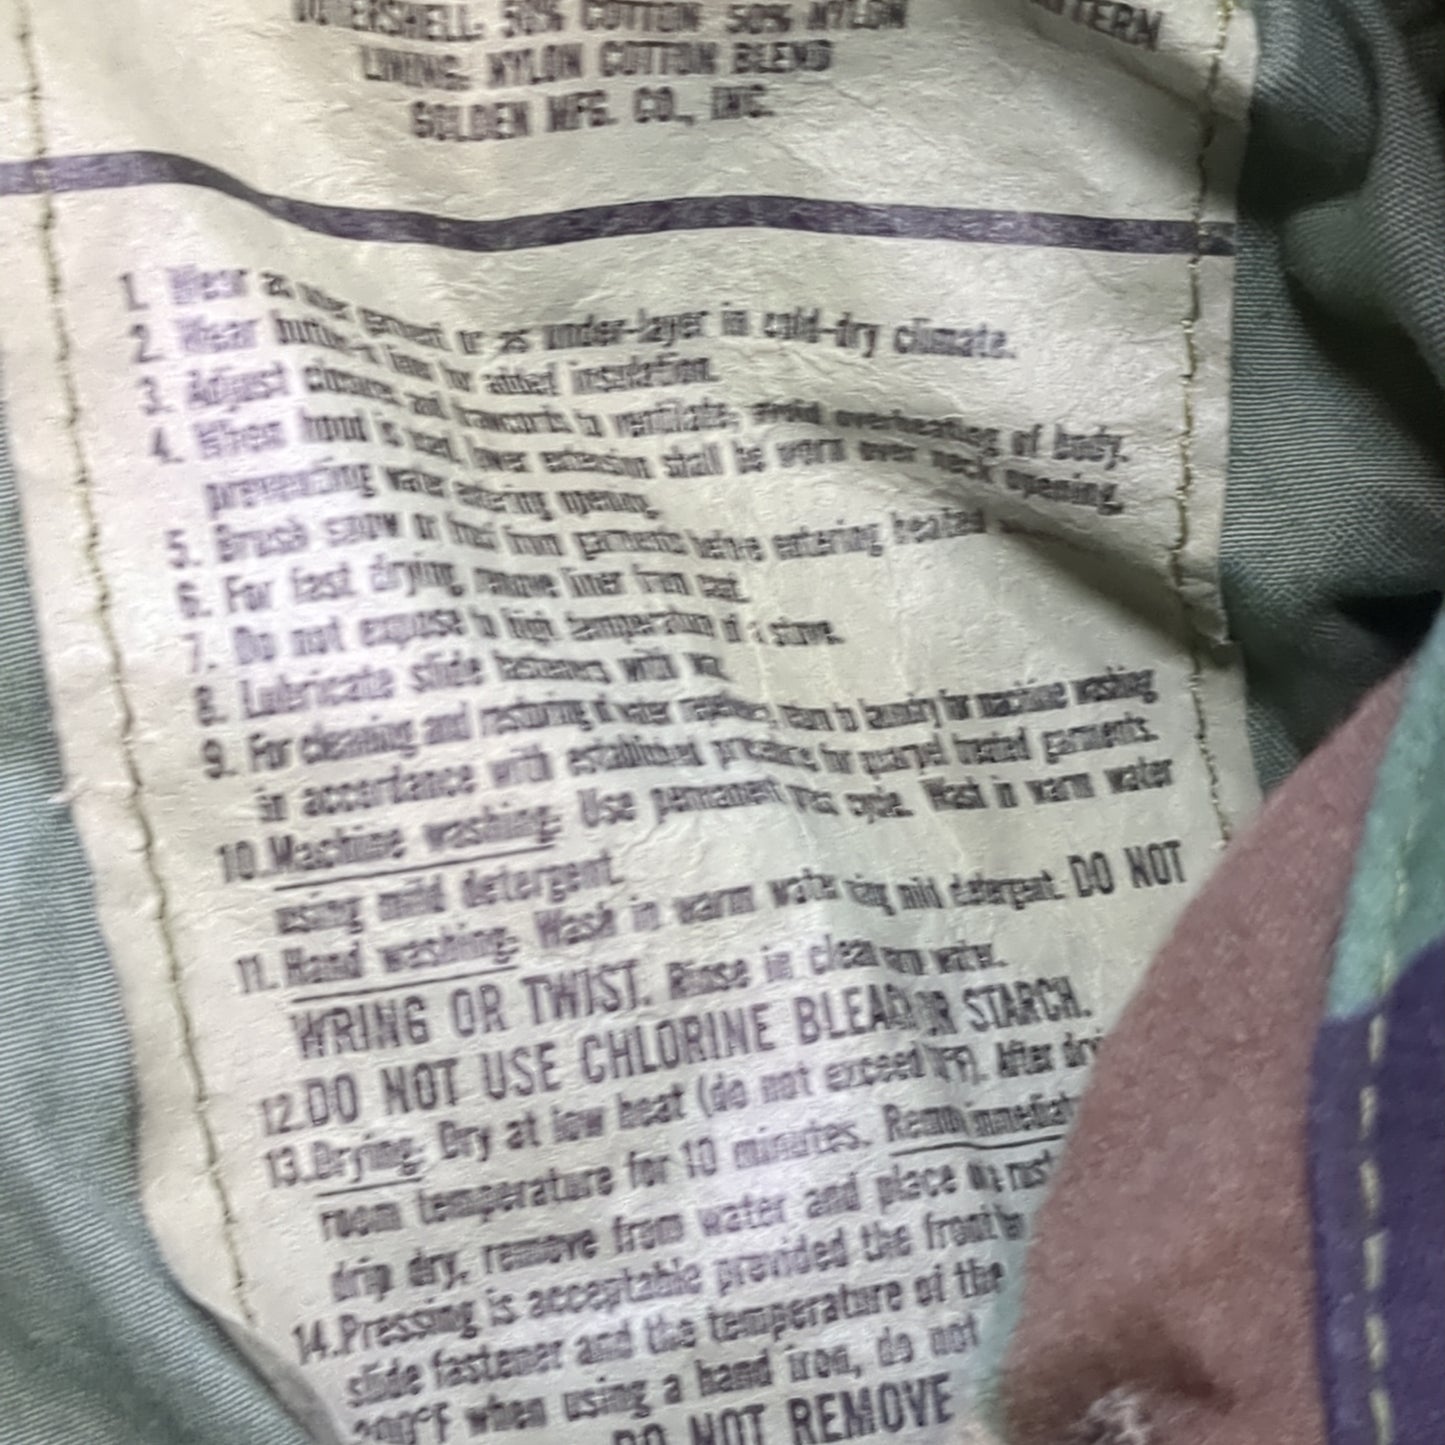 OUTERSHELL: 50% COTTON 50% NYLON
LINING: NYLON COTTON BLEND
GOLDEN MFG. CO., INC.
1. Wear as outer garment or as under-layer in cold-dry climate.
2. Wear button-in liner for added insulation.
3. Adjust closures and drawcords to ventilate; avoid overheating of body.
4. When hood is used, lower extension shall be worn over neck opening,
preventing water entering opening.
5. Brush snow or frost from garments before entering heated
6. For fast drying, remove liner from coat.
7. Do not expose to high temperature of a stove.
8. Lubricate slide fasteners with wax.
9. For cleaning and restoring of water repellency, return to laundry for machine washing
in accordance with established procedure for quarpel treated garments.
10. Machine washing: Use permanent press cycle. Wash in warm water
using mild detergent.
11. Hand washing: Wash in warm water using mild detergent. DO NOT
WRING OR TWIST. Rinse in clean warm water.
12. DO NOT USE CHLORINE BLEACH OR STARCH.
13. Drying: Dry at low heat (do not exceed After
room temperature for 10 minutes. Remove immediat
drip dry, remove from water and place on a rust
14. Pressing is acceptable provided the front
slide fastener and the temperature of the
when using a hand iron, do not
DO NOT REMOVE